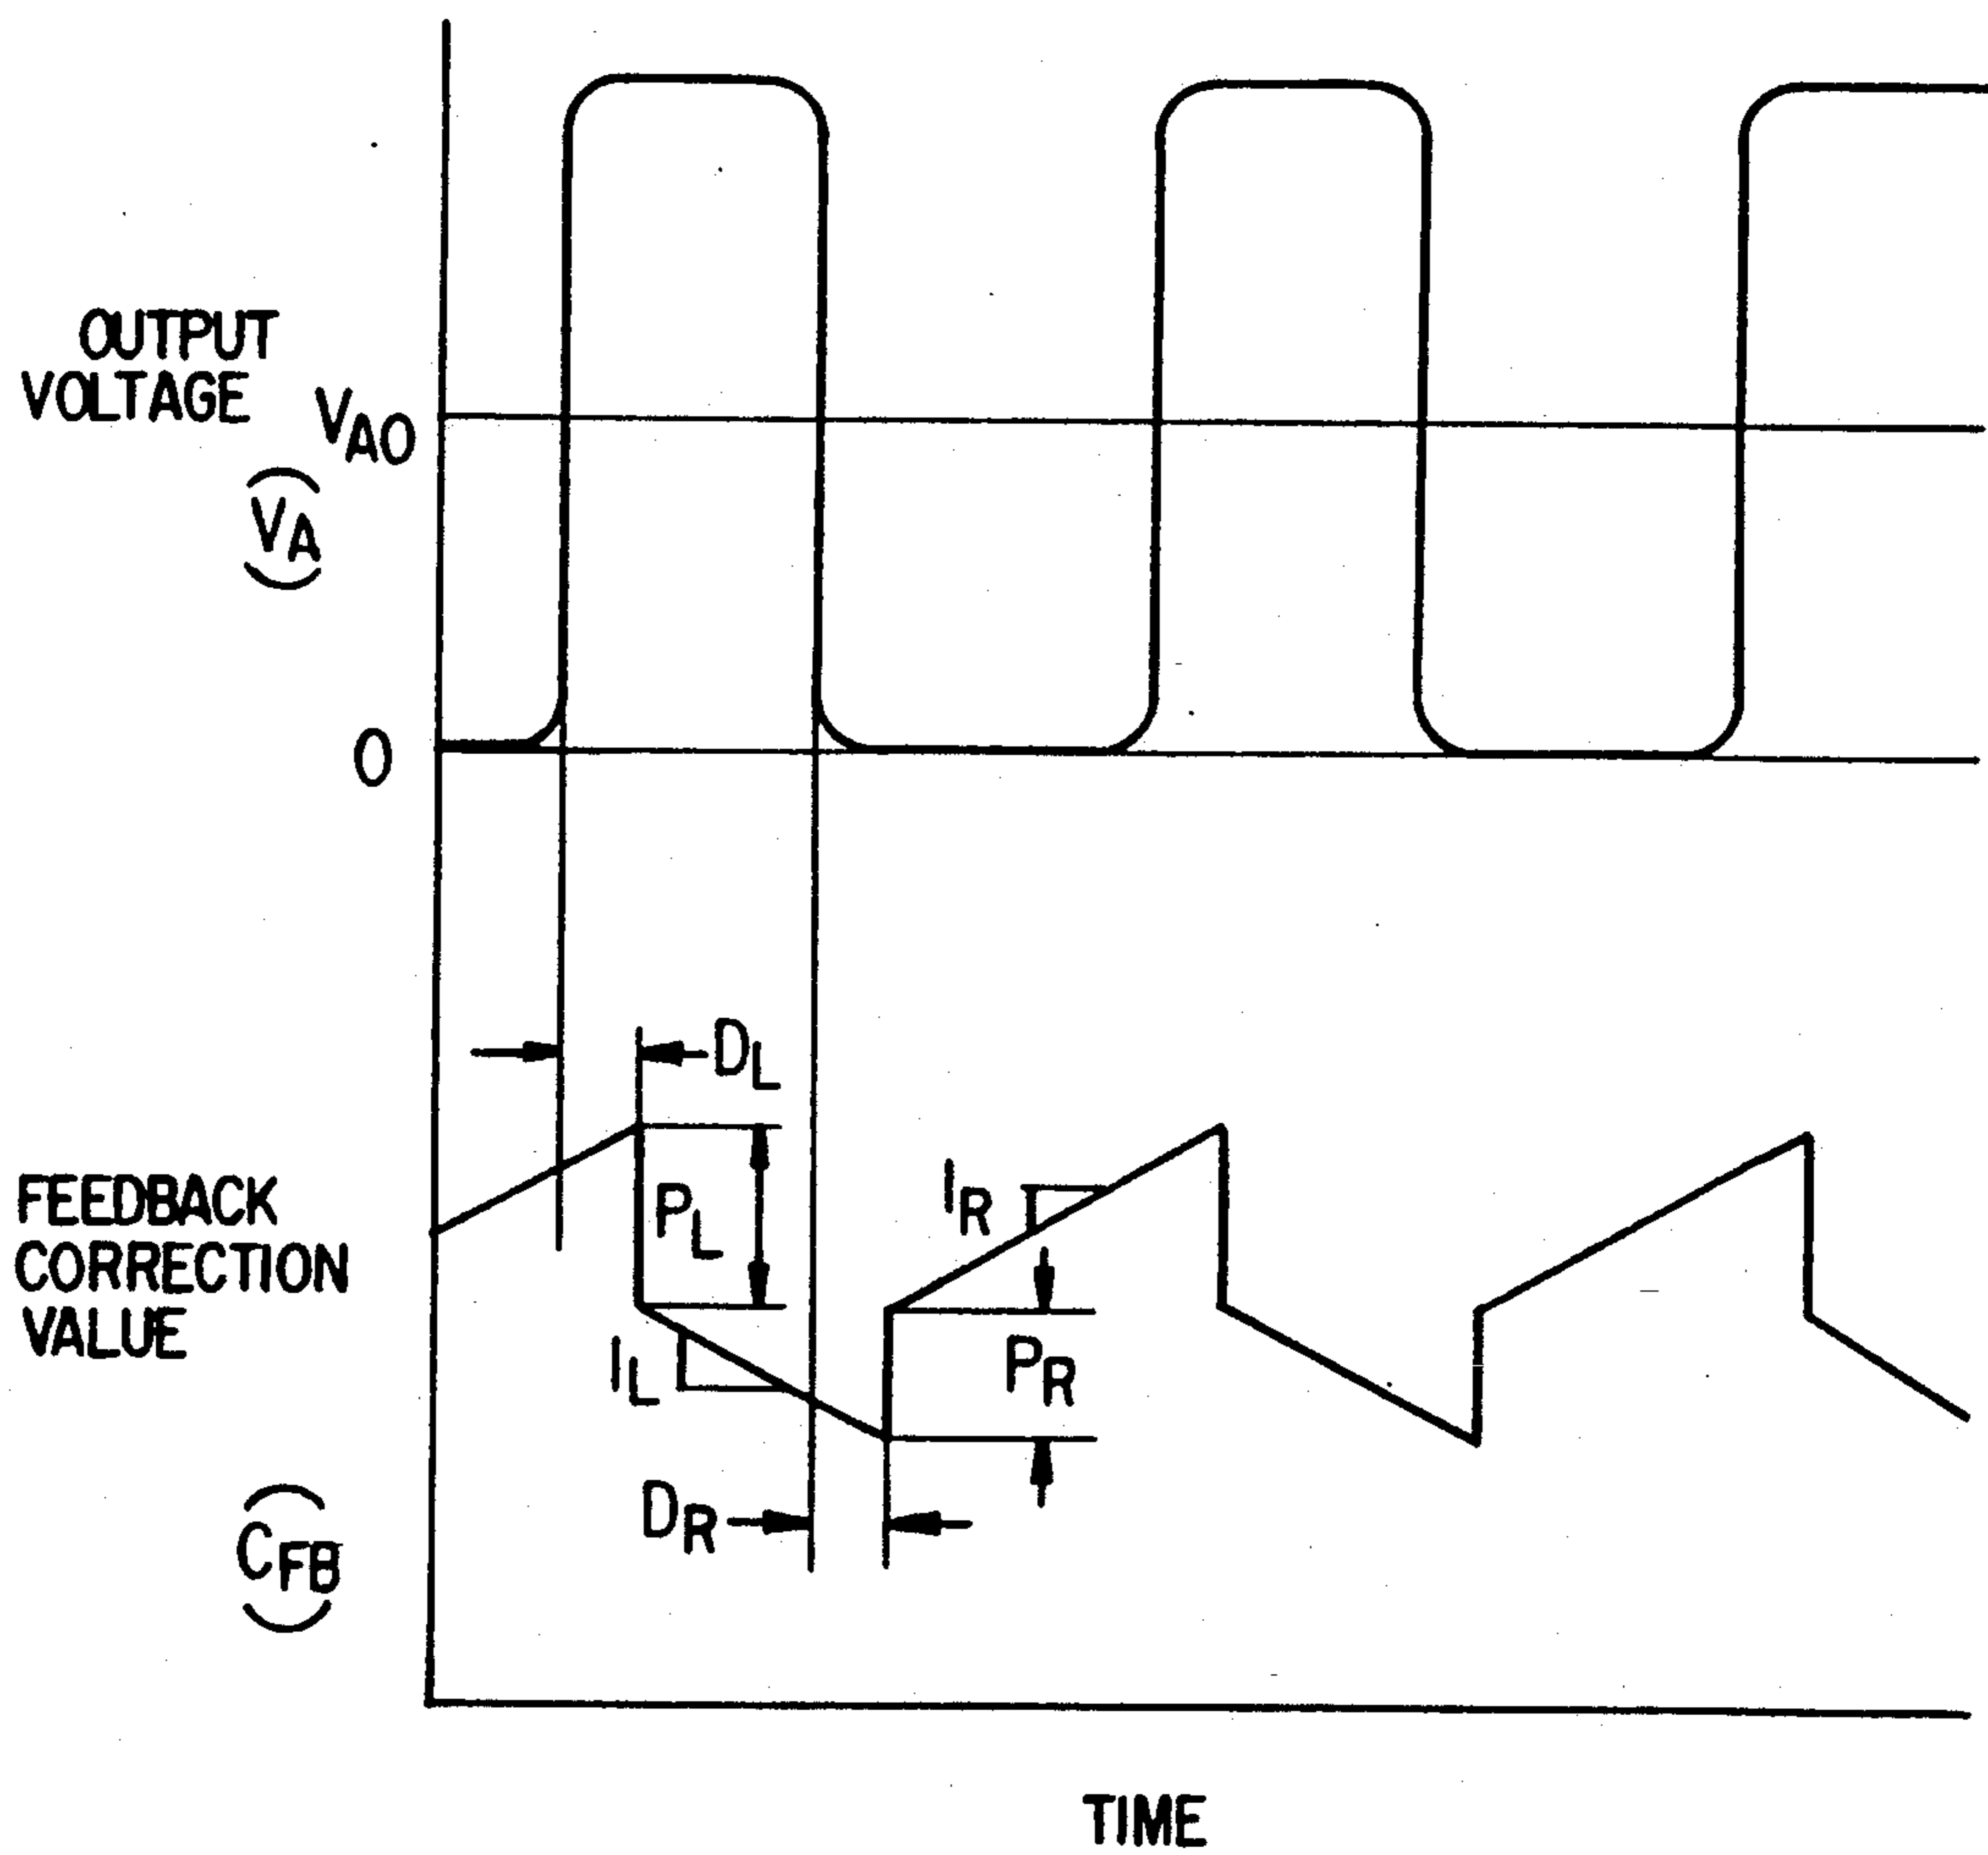 OUTPUT
VOLTAGE
VAO
(VA)
0
DL
PL
IR
FEEDBACK
CORRECTION
VALUE
IL
PR
DR
(CFB)
TIME